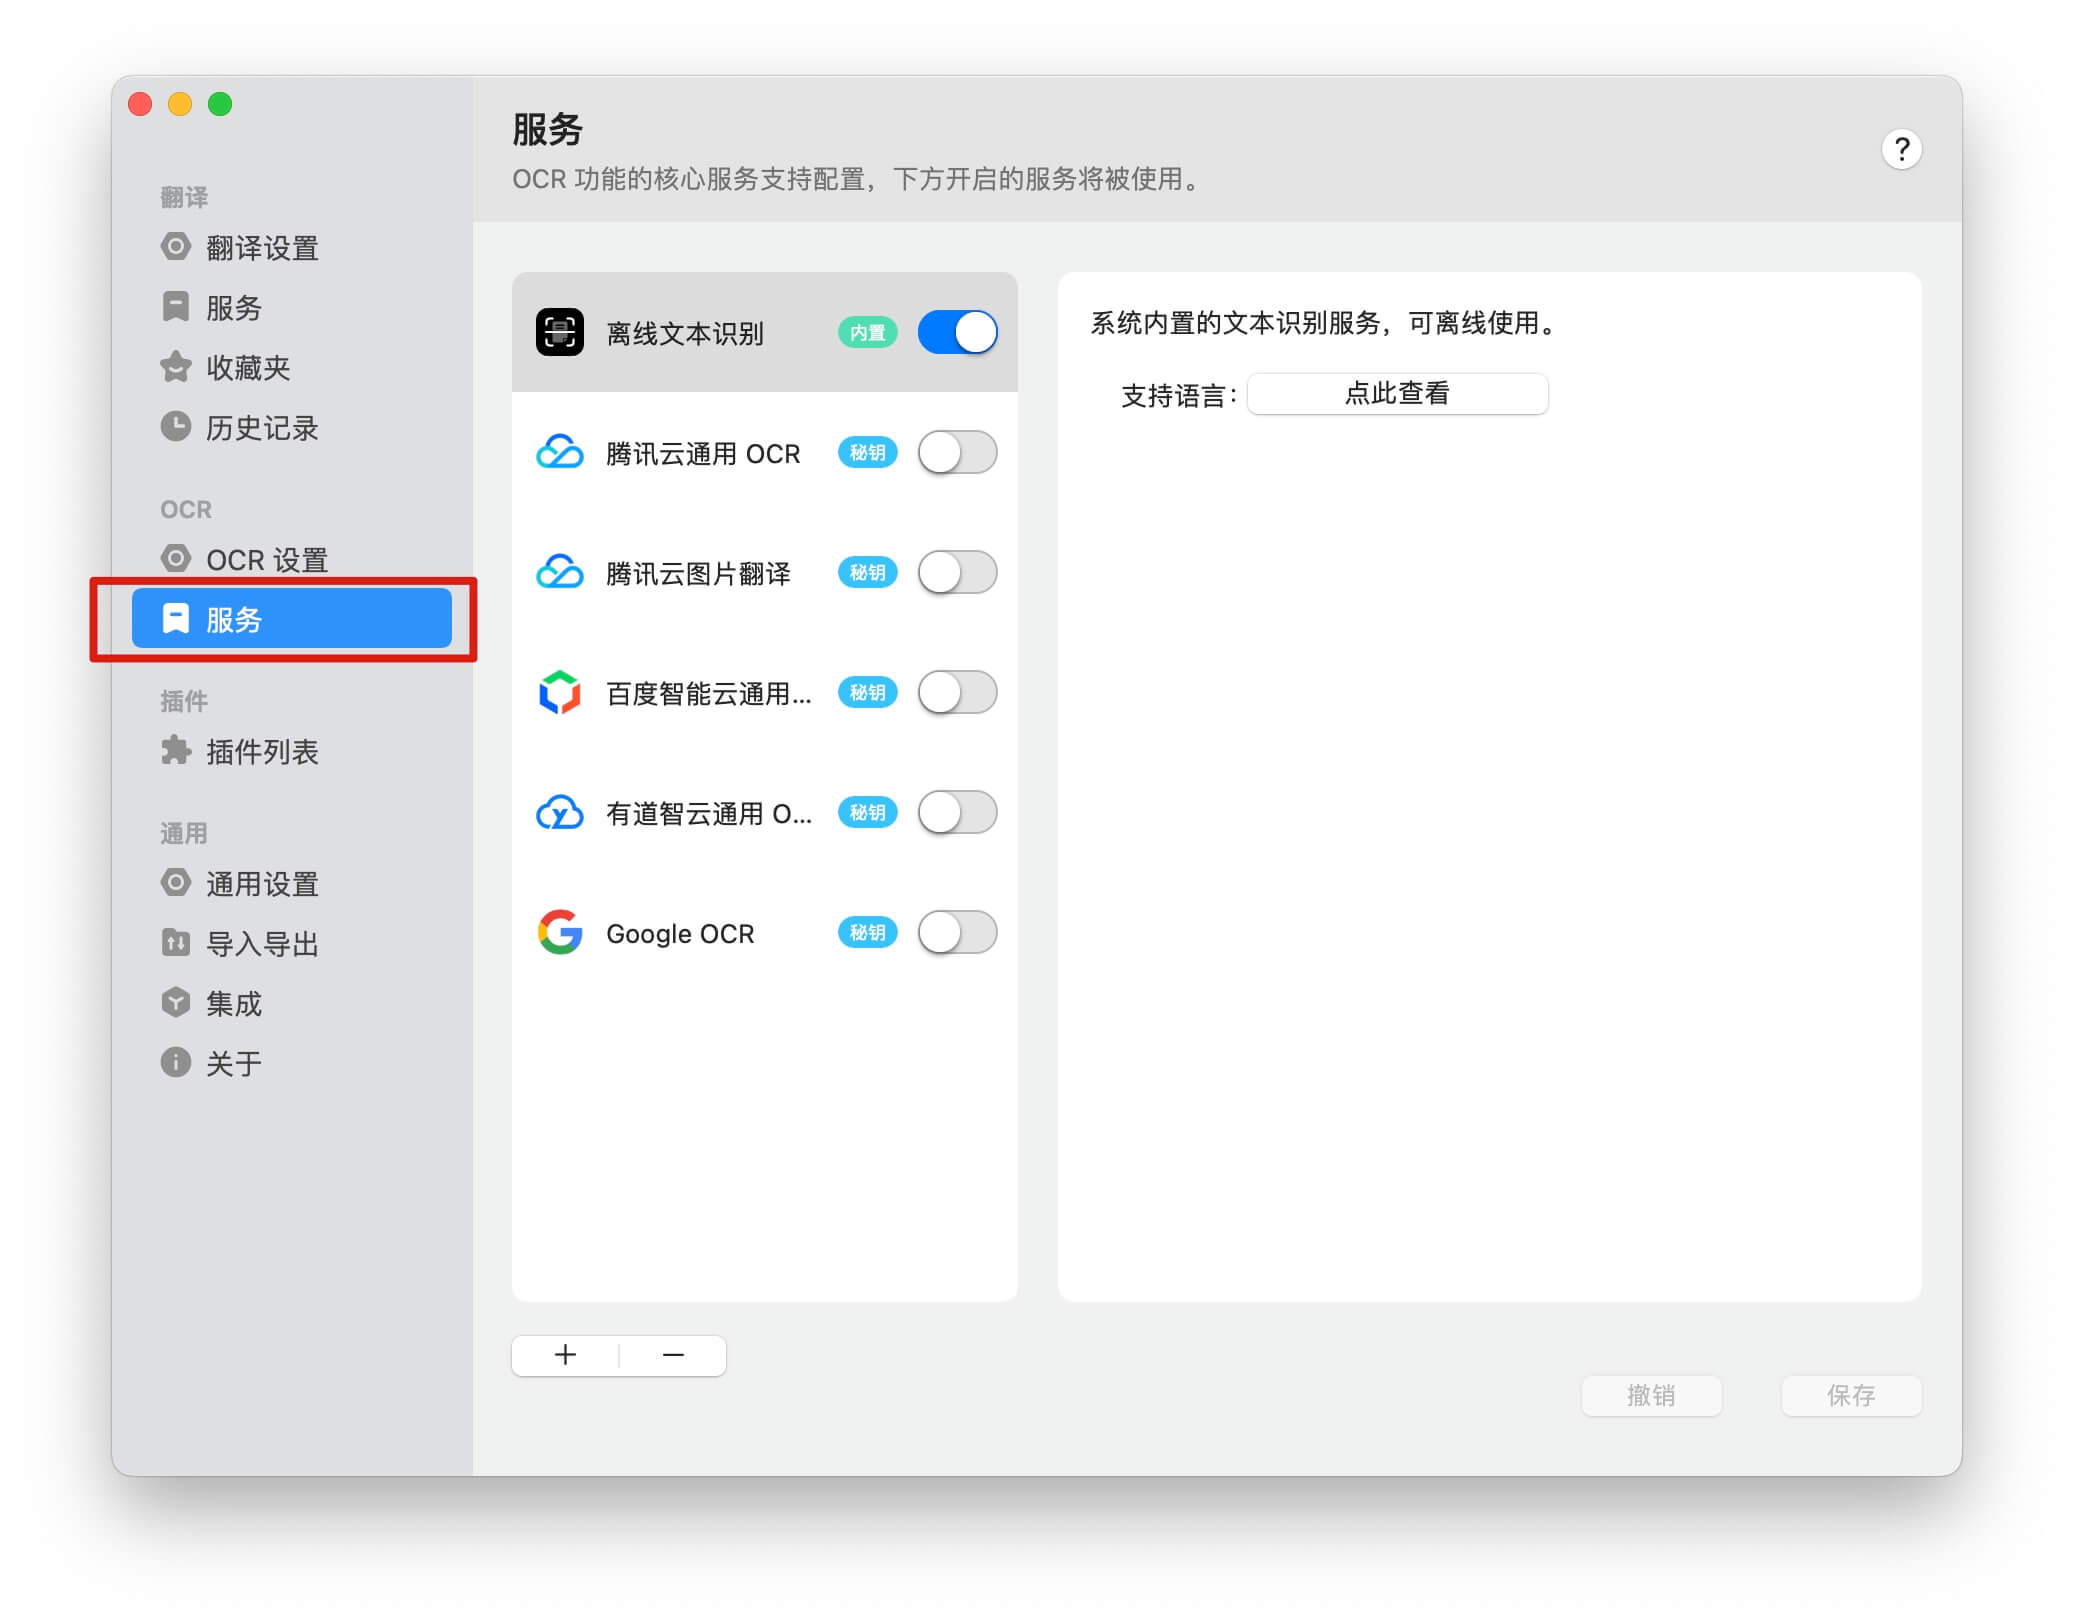 翻译
翻译设置
服务
收藏夹
历史记录
OCR
OCR 设置
服务
插件
插件列表
通用
通用设置
导入导出
集成
关于
服务
OCR 功能的核心服务支持配置，下方开启的服务将被使用。
?
离线文本识别 内置
腾讯云通用 OCR 秘钥
腾讯云图片翻译 秘钥
百度智能云通用... 秘钥
有道智云通用 O... 秘钥
Google OCR 秘钥
系统内置的文本识别服务，可离线使用。
支持语言： 点此查看
撤销 保存